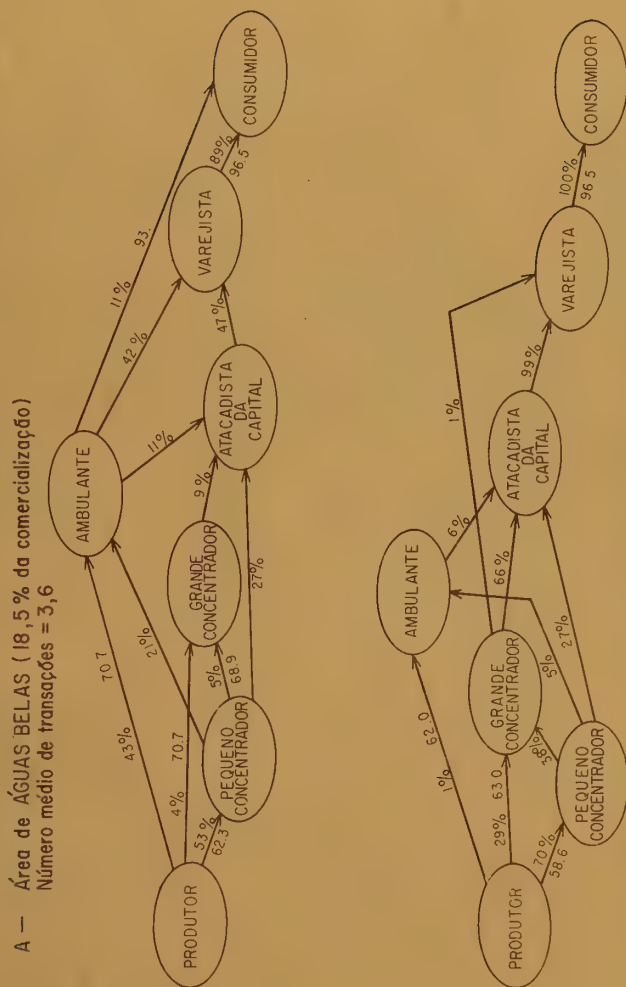 A — Área de ÁGUAS BELAS (18,5% da comercialização)
Número médio de transações = 3,6
PRODUTOR
43%
70.7
4%
70.7
53%
62.3
PEQUENO
CONCENTRADOR
21%
5%
68.9
27%
GRANDE
CONCENTRADOR
9%
AMBULANTE
11%
42%
11%
93.
ATACADISTA
DA
CAPITAL
47%
VAREJISTA
89%
96.5
CONSUMIDOR
PRODUTOR
1%
62.0
29%
63.0
70%
58.6
PEQUENO
CONCENTRADOR
38%
5%
27%
GRANDE
CONCENTRADOR
66%
1%
AMBULANTE
6%
ATACADISTA
DA
CAPITAL
99%
VAREJISTA
100%
96.5
CONSUMIDOR